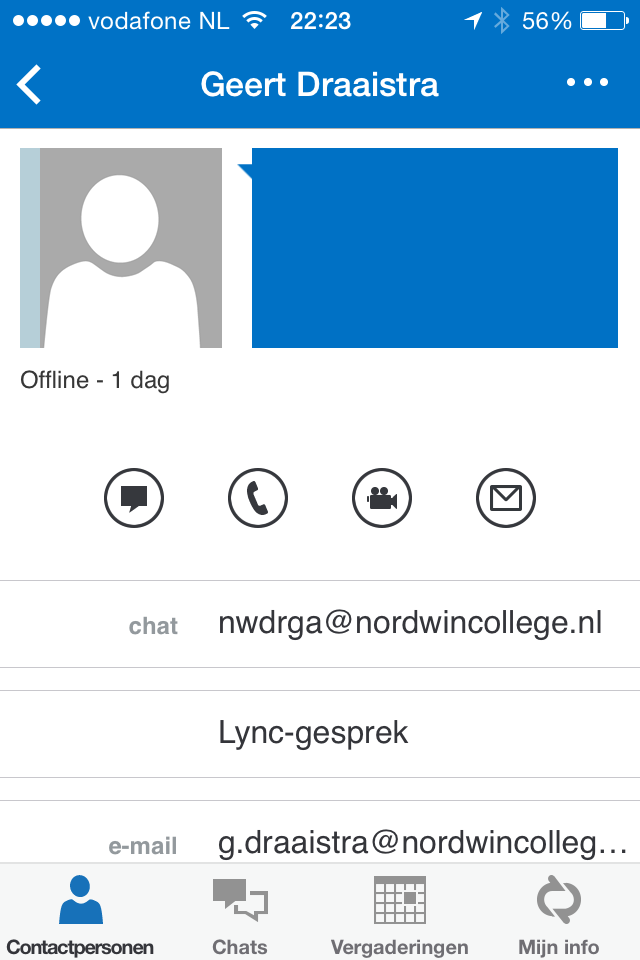 vodafone NL 22:23 56%
Geert Draaistra
Offline - 1 dag
chat nwdrga@nordwincollege.nl
Lync-gesprek
e-mail g.draaistra@nordwincolleg...
Contactpersonen Chats Vergaderingen Mijn info